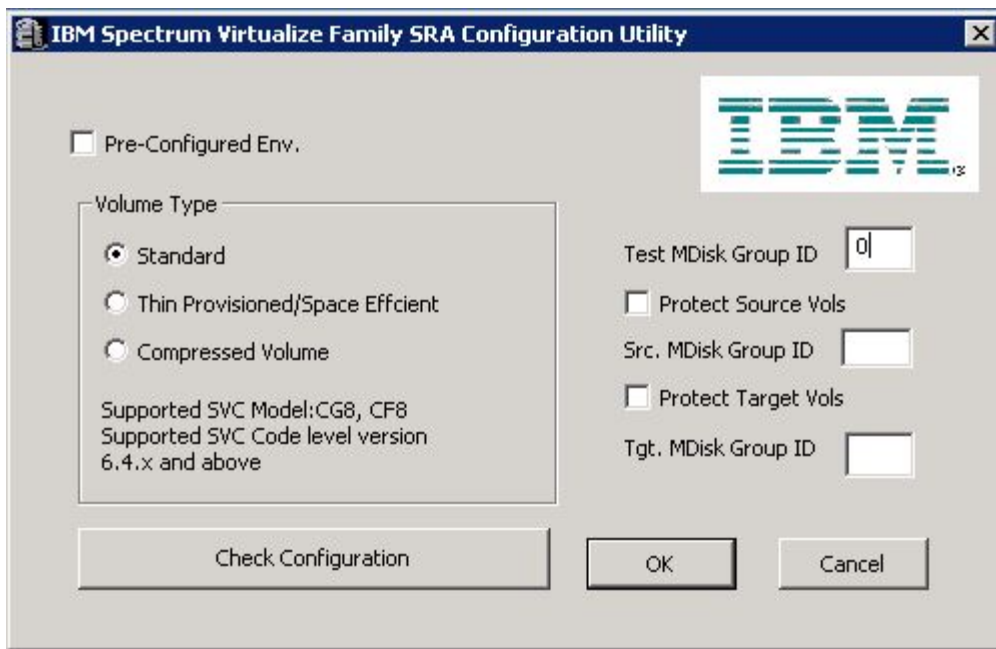 IBM Spectrum Virtualize Family SRA Configuration Utility
IBM
Pre-Configured Env.
Volume Type
Standard
Thin Provisioned/Space Effcient
Compressed Volume
Supported SVC Model:CG8, CF8
Supported SVC Code level version
6.4.x and above
Test MDisk Group ID 0
Protect Source Vols
Src. MDisk Group ID
Protect Target Vols
Tgt. MDisk Group ID
Check Configuration
OK
Cancel